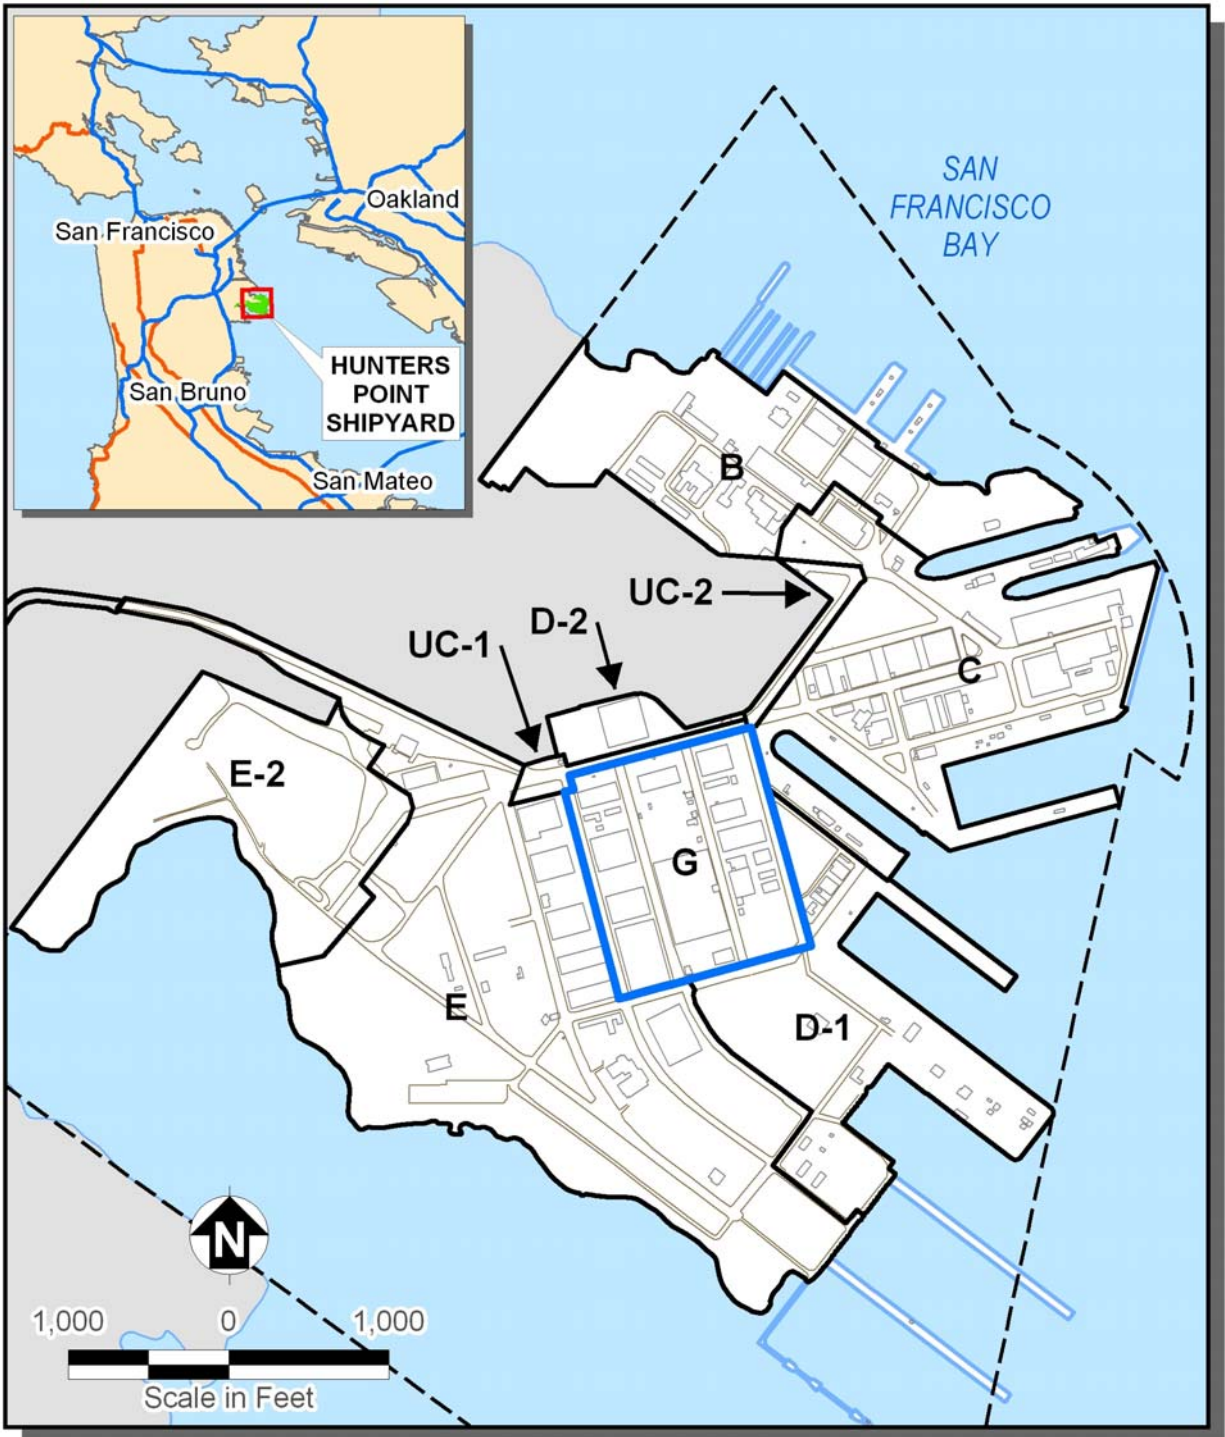 SAN
FRANCISCO
BAY
Oakland
San Francisco
HUNTERS
POINT
SHIPYARD
San Bruno
San Mateo
B
UC-2
D-2
UC-1
C
E-2
G
E
D-1
N
1,000 0 1,000
Scale in Feet